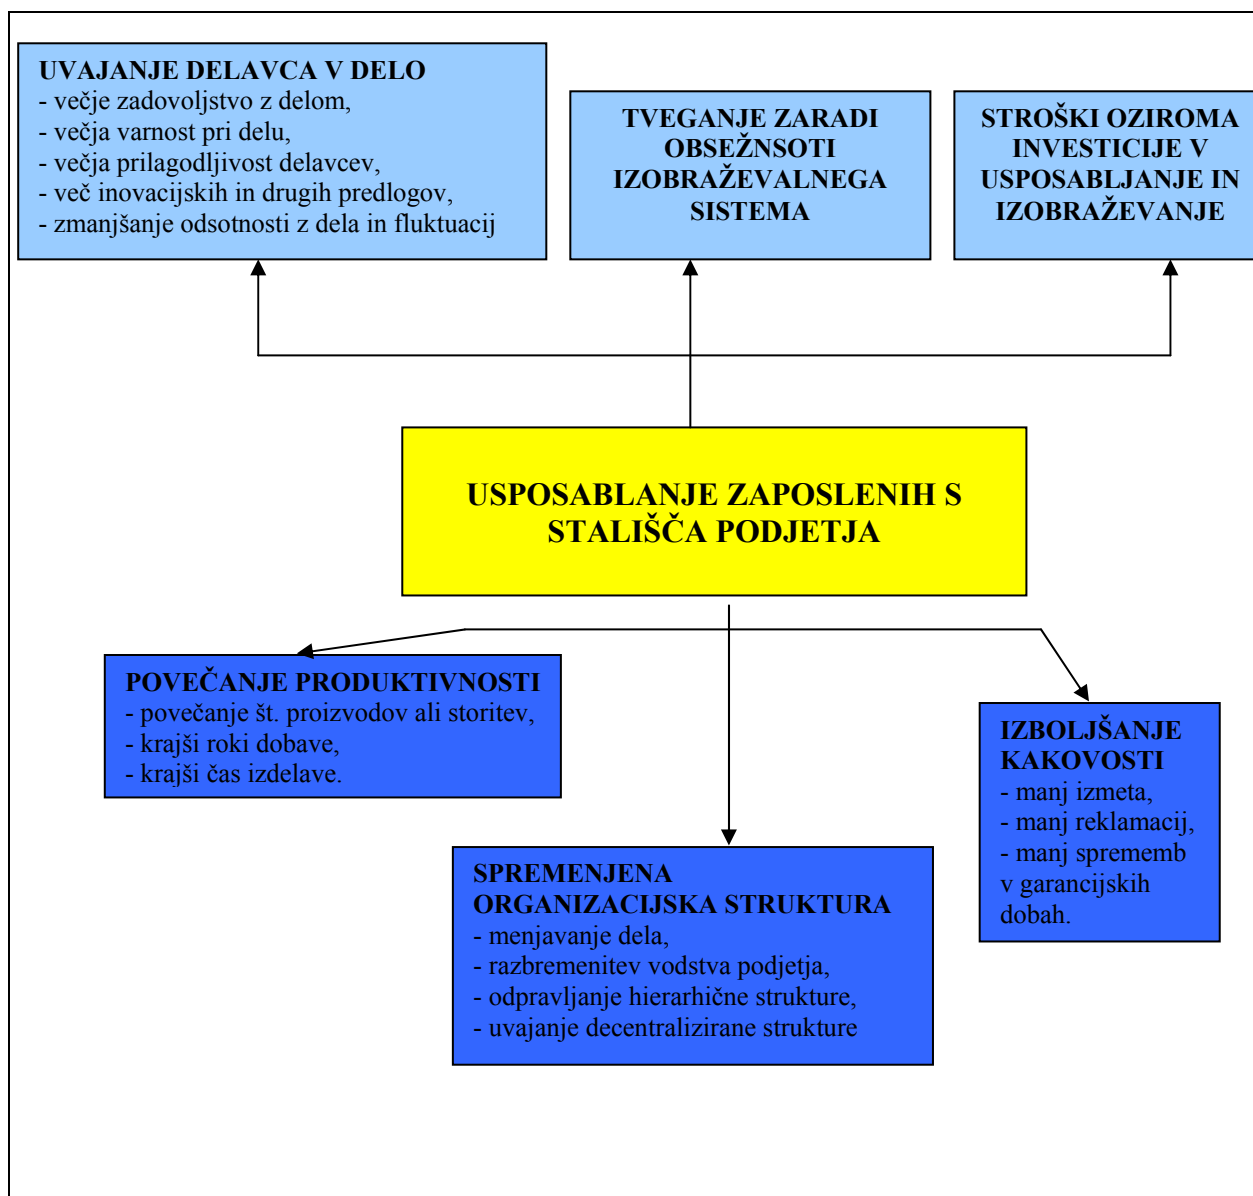 UVAJANJE DELAVCA V DELO
- večje zadovoljstvo z delom,
- večja varnost pri delu,
- večja prilagodljivost delavcev,
- več inovacijskih in drugih predlogov,
- zmanjšanje odsotnosti z dela in fluktuacij
TVEGANJE ZARADI
OBSEŽNSOTI
IZOBRAŽEVALNEGA
SISTEMA
STROŠKI OZIROMA
INVESTICIJE V
USPOSABLJANJE IN
IZOBRAŽEVANJE
USPOSABLANJE ZAPOSLENIH S
STALIŠČA PODJETJA
POVEČANJE PRODUKTIVNOSTI
- povečanje št. proizvodov ali storitev,
- krajši roki dobave,
- krajši čas izdelave.
SPREMENJENA
ORGANIZACIJSKA STRUKTURA
- menjavanje dela,
- razbremenitev vodstva podjetja,
- odpravljanje hierarhične strukture,
- uvajanje decentralizirane strukture
IZBOLJŠANJE
KAKOVOSTI
- manj izmeta,
- manj reklamacij,
- manj sprememb
v garancijskih
dobah.